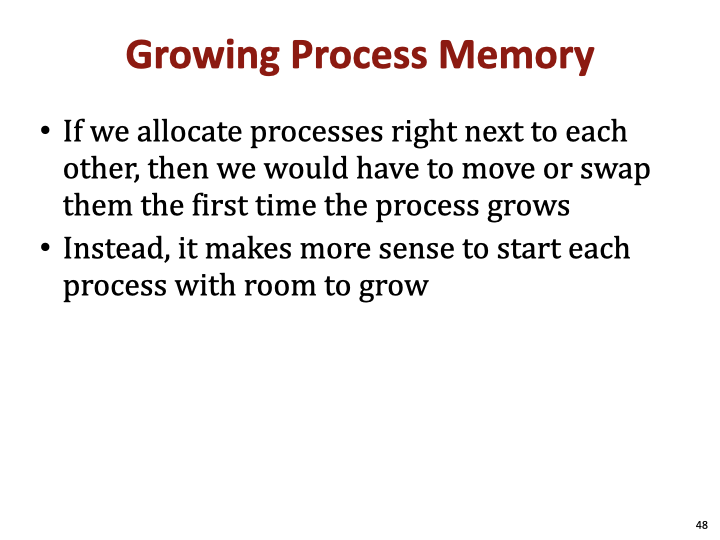 Growing Process Memory
• If we allocate processes right next to each
other, then we would have to move or swap
them the first time the process grows
• Instead, it makes more sense to start each
process with room to grow
48